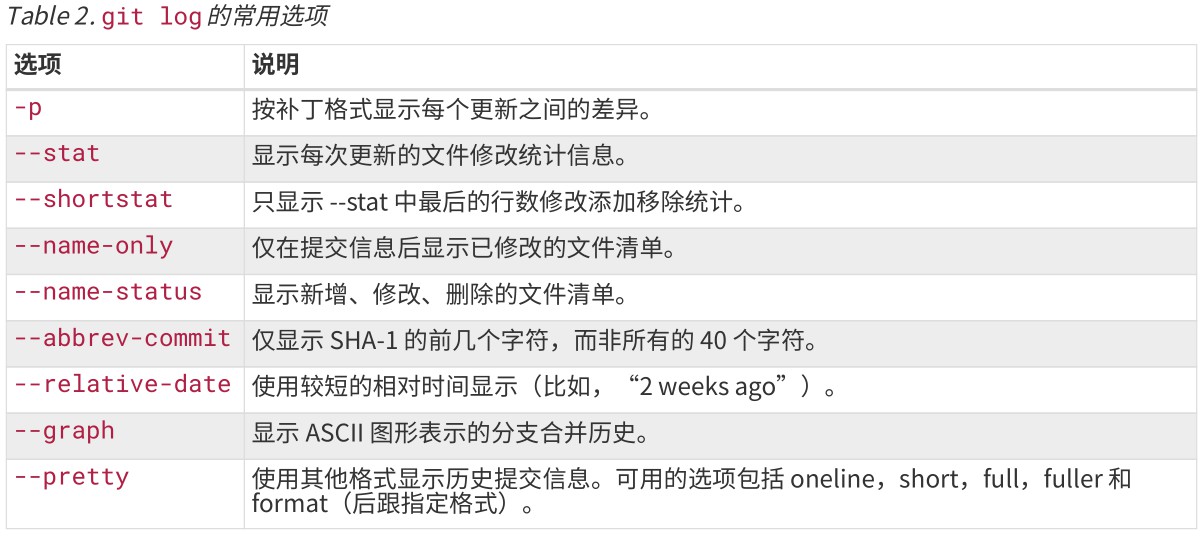 Table 2. git log 的常用选项
选项 说明
-p 按补丁格式显示每个更新之间的差异。
--stat 显示每次更新的文件修改统计信息。
--shortstat 只显示 --stat 中最后的行数修改添加移除统计。
--name-only 仅在提交信息后显示已修改的文件清单。
--name-status 显示新增、修改、删除的文件清单。
--abbrev-commit 仅显示 SHA-1 的前几个字符，而非所有的 40 个字符。
--relative-date 使用较短的相对时间显示（比如，“2 weeks ago”）。
--graph 显示 ASCII 图形表示的分支合并历史。
--pretty 使用其他格式显示历史提交信息。可用的选项包括 oneline，short，full，fuller 和
format（后跟指定格式）。